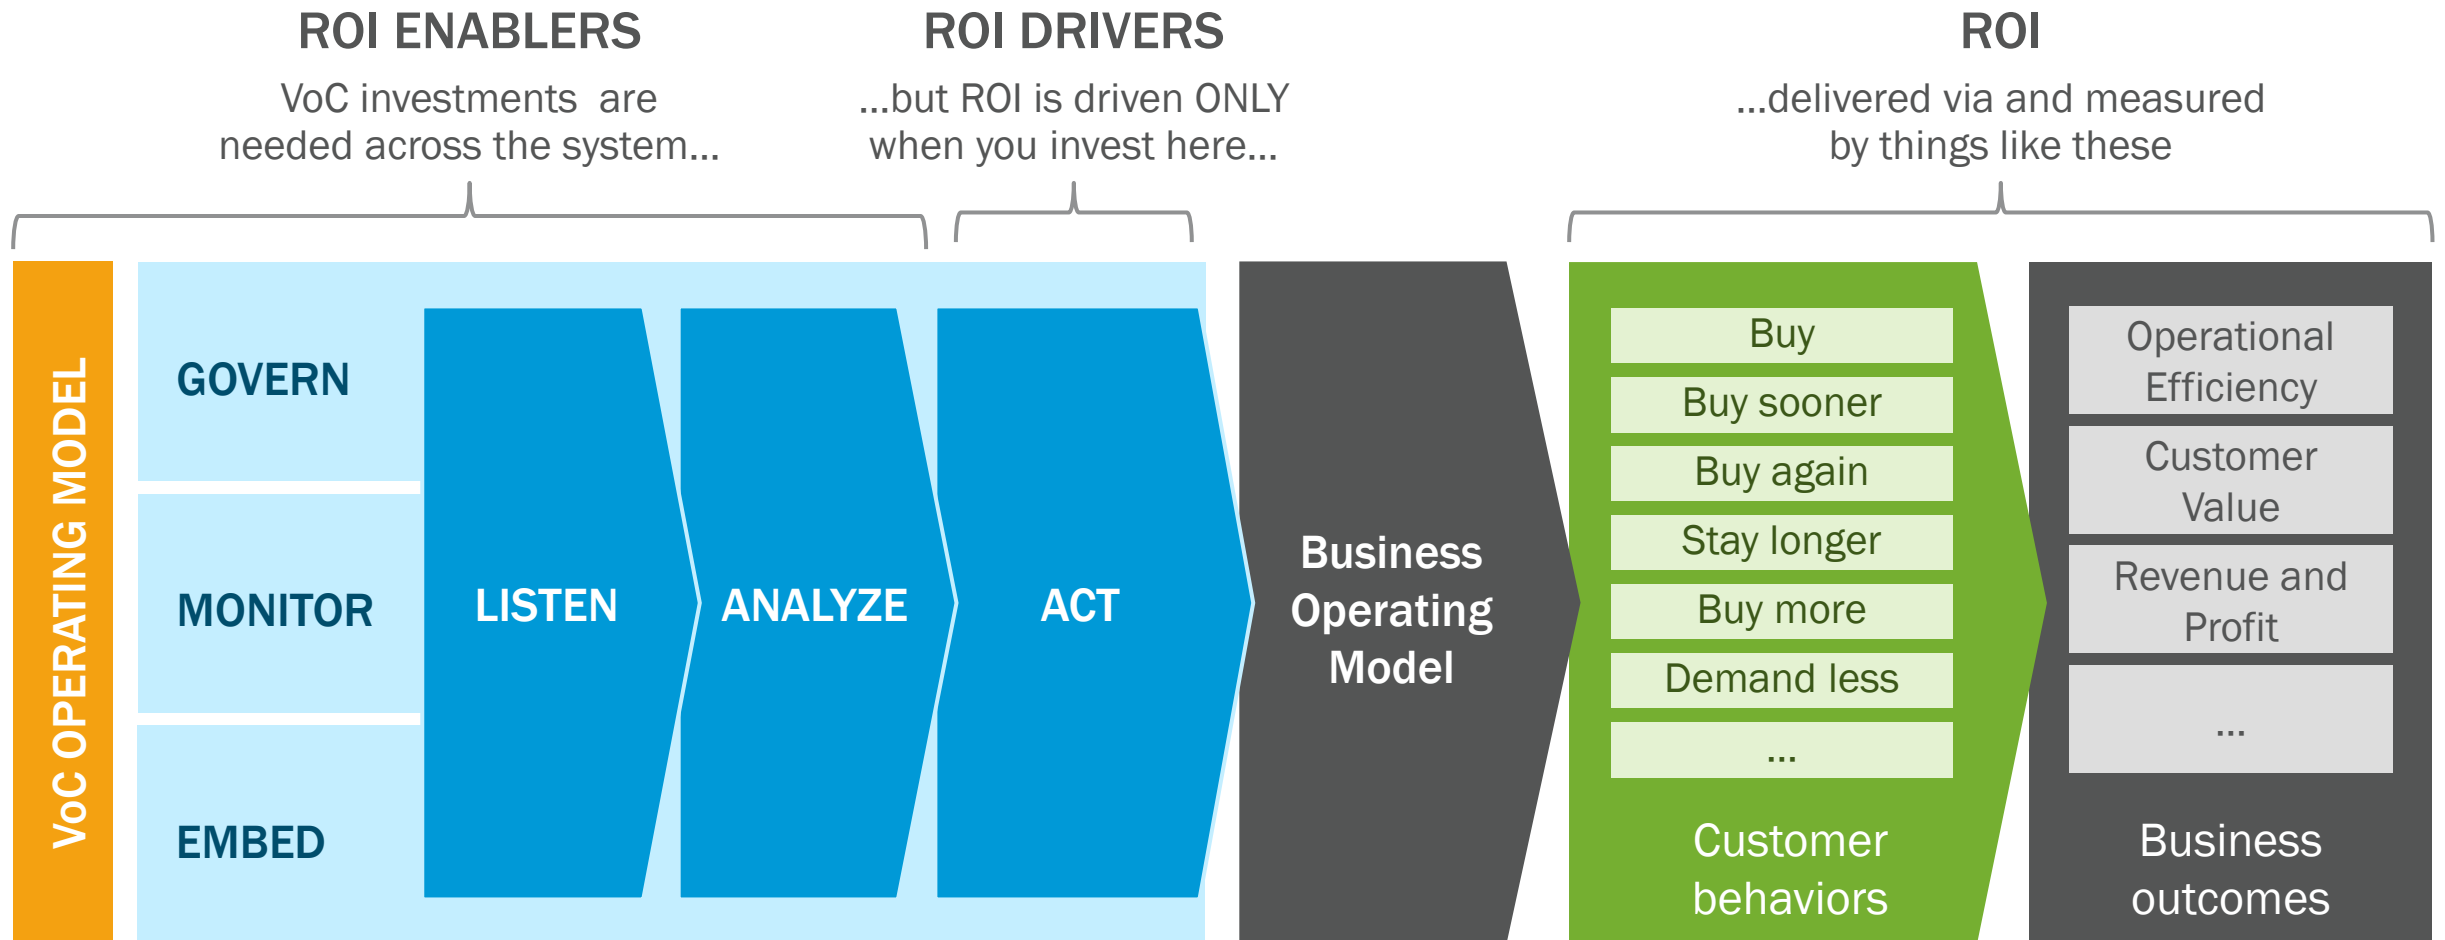 ROI ENABLERS
VoC investments are
needed across the system...
ROI DRIVERS
...but ROI is driven ONLY
when you invest here...
ROI
...delivered via and measured
by things like these
VoC OPERATING MODEL
GOVERN
MONITOR
EMBED
LISTEN
ANALYZE
ACT
Business
Operating
Model
Buy
Buy sooner
Buy again
Stay longer
Buy more
Demand less
...
Customer
behaviors
Operational
Efficiency
Customer
Value
Revenue and
Profit
...
Business
outcomes